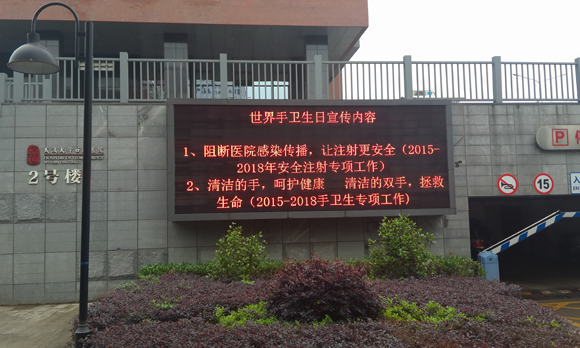 世界手卫生日宣传内容
1、阻断医院感染传播，让注射更安全（2015-
2018年安全注射专项工作）
2、清洁的手，呵护健康 清洁的双手，拯救
生命（2015-2018手卫生专项工作）
2号楼
P
15
入